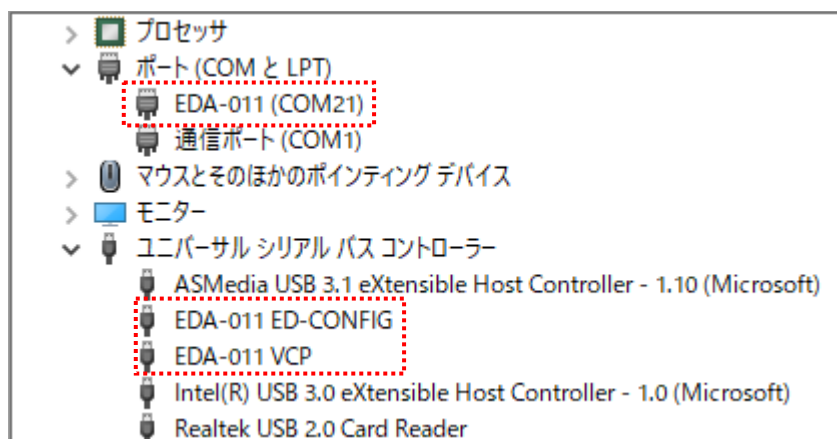 プロセッサ
ポート (COM と LPT)
EDA-011 (COM21)
通信ポート (COM1)
マウスとそのほかのポインティング デバイス
モニター
ユニバーサル シリアル バス コントローラー
ASMedia USB 3.1 eXtensible Host Controller - 1.10 (Microsoft)
EDA-011 ED-CONFIG
EDA-011 VCP
Intel(R) USB 3.0 eXtensible Host Controller - 1.0 (Microsoft)
Realtek USB 2.0 Card Reader